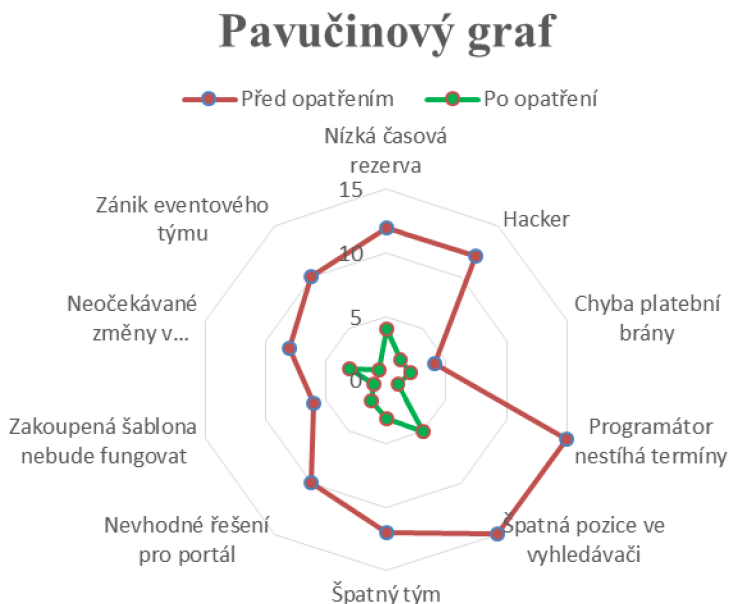 Pavučinový graf
Před opatřením
Po opatření
Nízká časová
rezerva
15
Zánik eventového
týmu
Hacker
10
Neočekávané
změny v...
Chyba platební
brány
5
0
Zakoupená šablona
nebude fungovat
Programátor
nestíhá termíny
Nevhodné řešení
pro portál
Špatná pozice ve
vyhledávači
Špatný tým